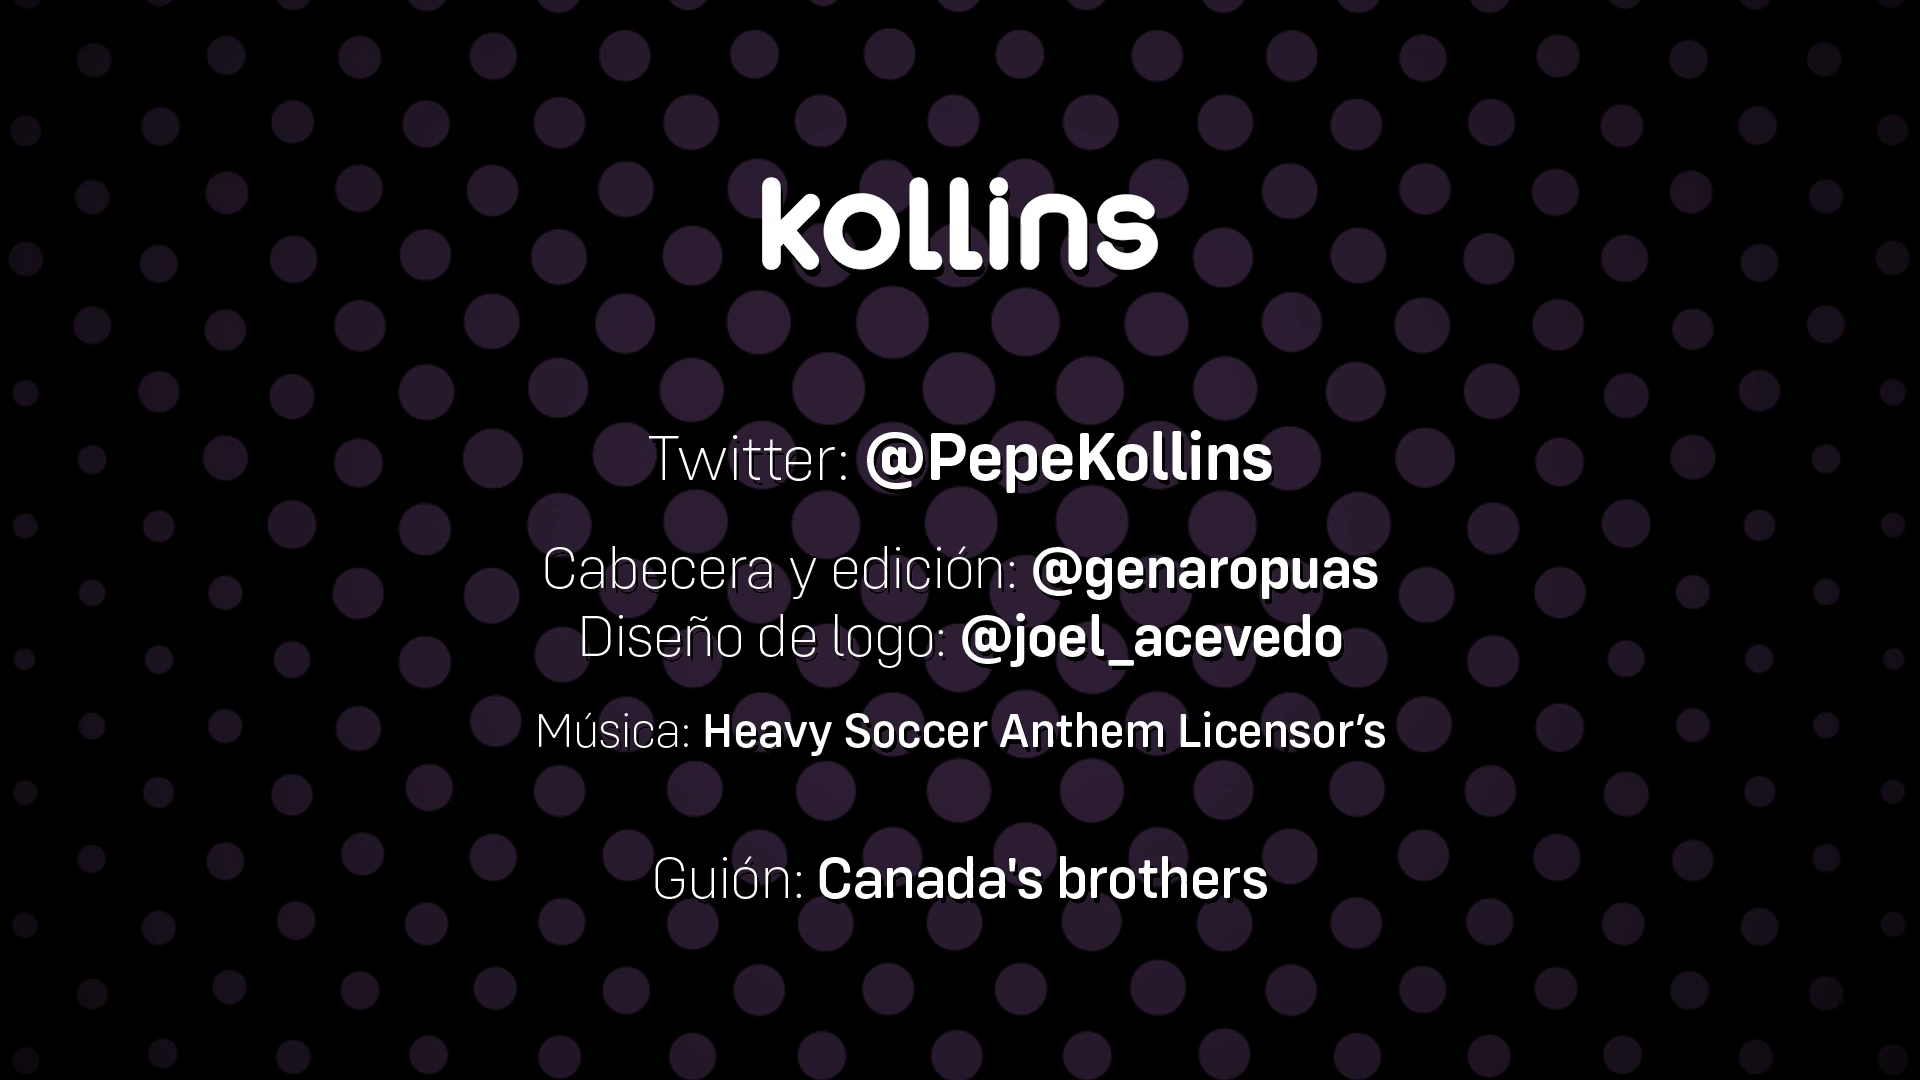 kollins
Twitter: @PepeKollins
Cabecera y edición: @genaropuas
Diseño de logo: @joel_acevedo
Música: Heavy Soccer Anthem Licensor’s
Guión: Canada's brothers